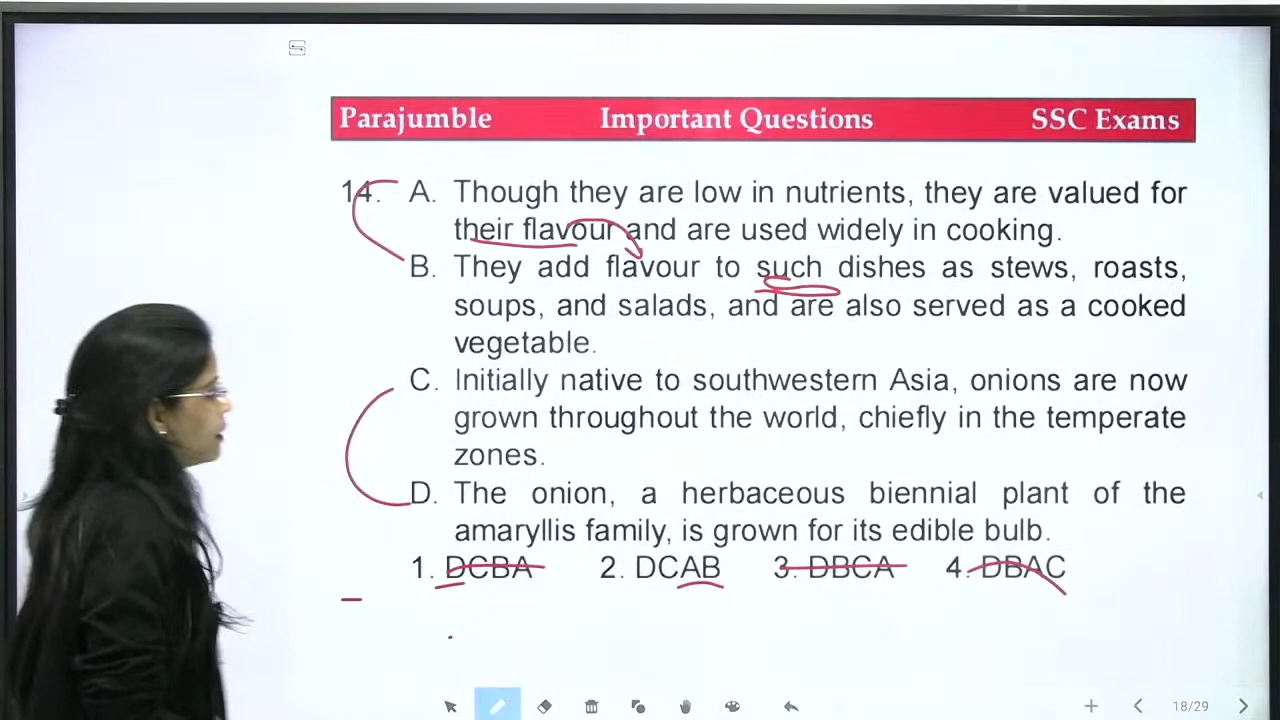 Parajumble Important Questions SSC Exams
14. A. Though they are low in nutrients, they are valued for
their flavour and are used widely in cooking.
B. They add flavour to such dishes as stews, roasts,
soups, and salads, and are also served as a cooked
vegetable.
C. Initially native to southwestern Asia, onions are now
grown throughout the world, chiefly in the temperate
zones.
D. The onion, a herbaceous biennial plant of the
amaryllis family, is grown for its edible bulb.
1. DCBA 2. DCAB 3. DBCA 4. DBAC
18/29